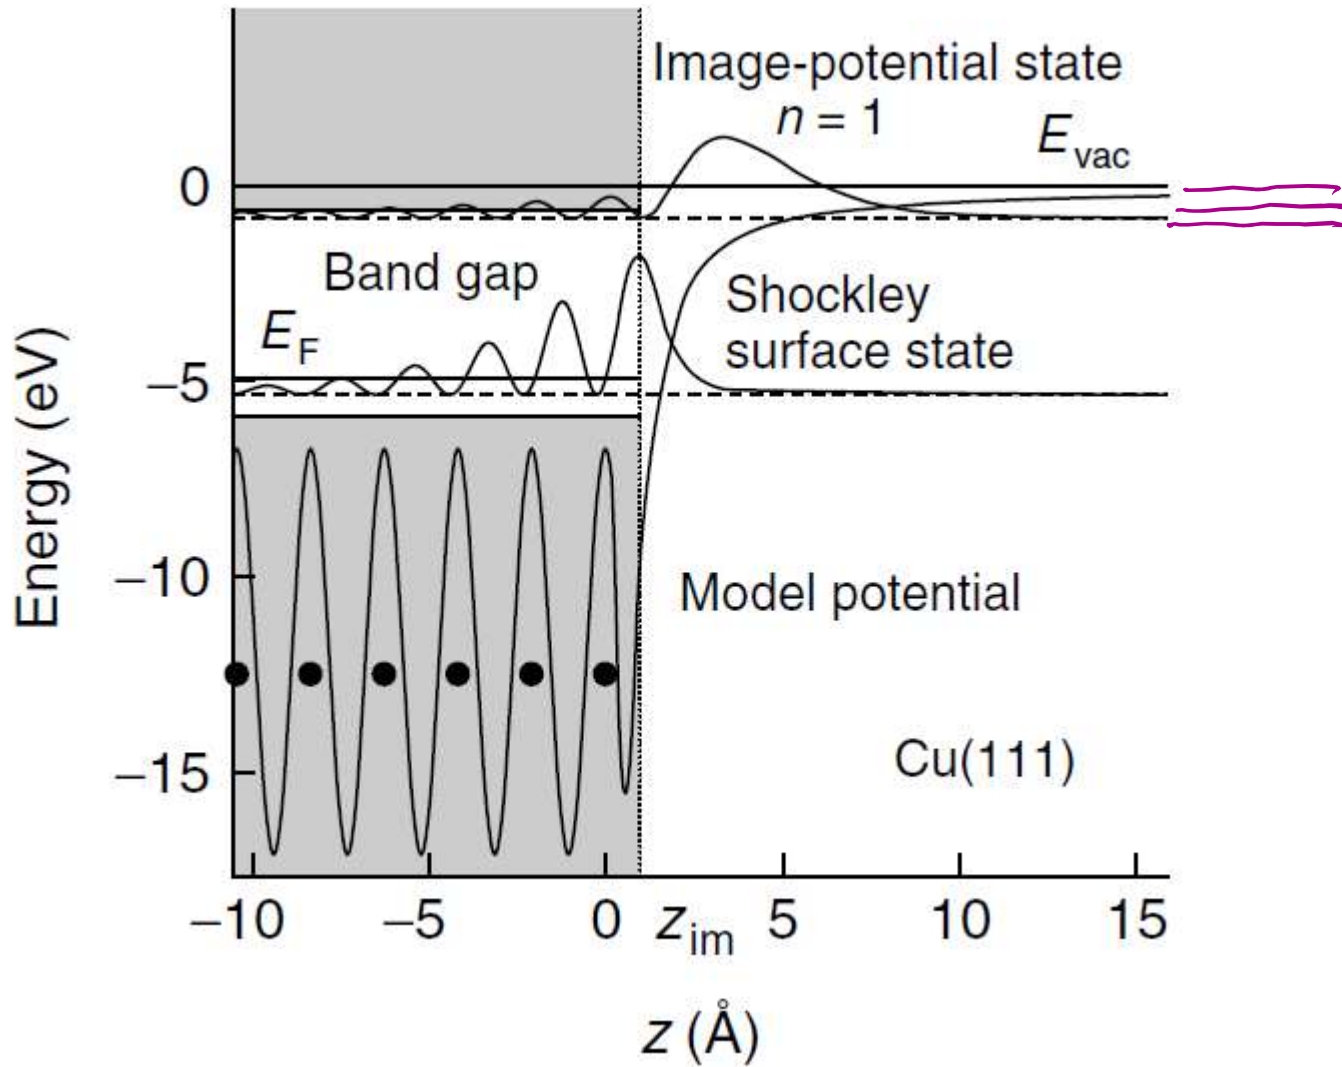 Image-potential state
n = 1
E_vac
0
Band gap
Shockley
surface state
E_F
−5
Energy (eV)
−10
Model potential
−15
Cu(111)
−10 −5 0 z_im 5 10 15
z (Å)